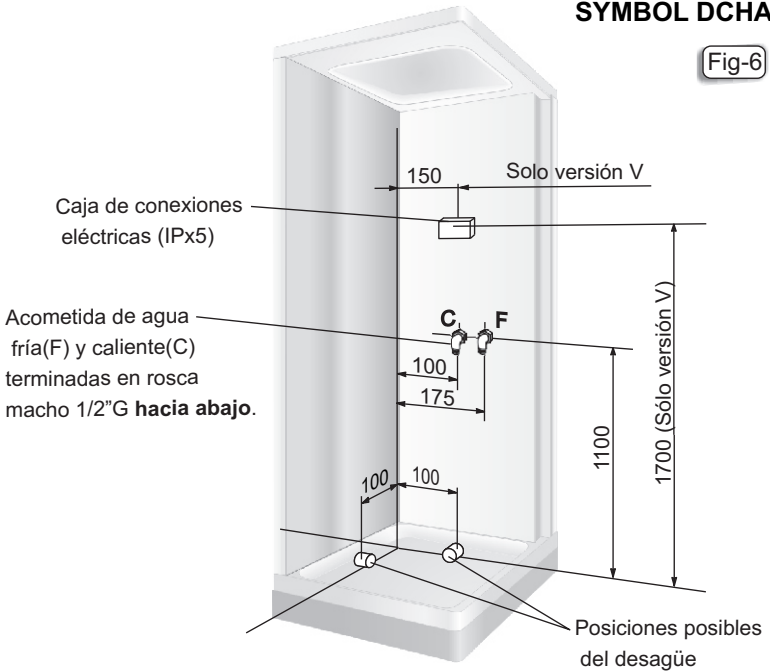 SYMBOL DCHA
Fig-6
150
Solo versión V
Caja de conexiones
eléctricas (IPx5)
Acometida de agua
fría(F) y caliente(C)
terminadas en rosca
macho 1/2”G hacia abajo.
C
F
100
175
1100
1700 (Sólo versión V)
100
100
Posiciones posibles
del desagüe